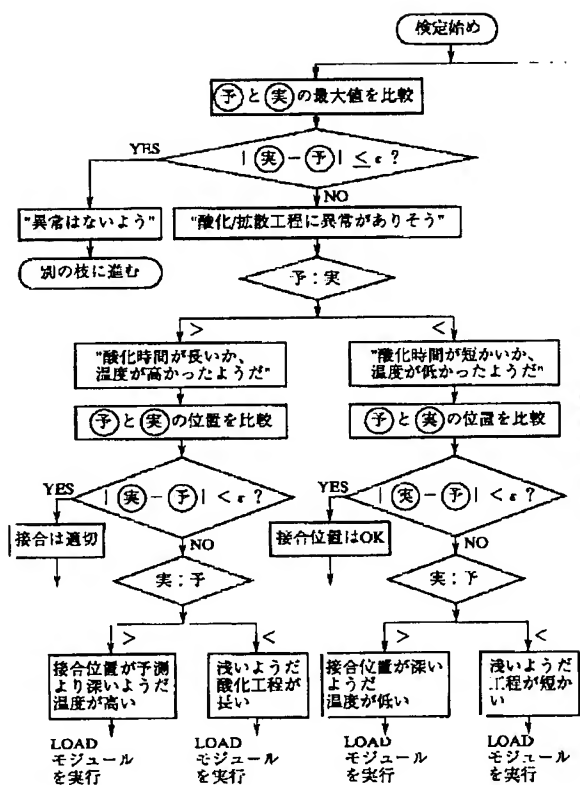 検定始め
予と実の最大値を比較
YES
| 実 - 予 | ≤ ε ?
NO
"異常はないよう"
"酸化/拡散工程に異常がありそう"
別の枝に進む
予:実
>
<
"酸化時間が長いか、
温度が高かったようだ"
"酸化時間が短かいか、
温度が低かったようだ"
予と実の位置を比較
予と実の位置を比較
YES
| 実 - 予 | < ε ?
YES
| 実 - 予 | < ε ?
接合は適切
NO
接合位置はOK
NO
実:予
実:予
>
<
>
<
接合位置が予測
より深いようだ
温度が高い
浅いようだ
酸化工程が
長い
接合位置が深い
ようだ
温度が低い
浅いようだ
工程が短か
い
LOAD
モジュール
を実行
LOAD
モジュール
を実行
LOAD
モジュール
を実行
LOAD
モジュール
を実行